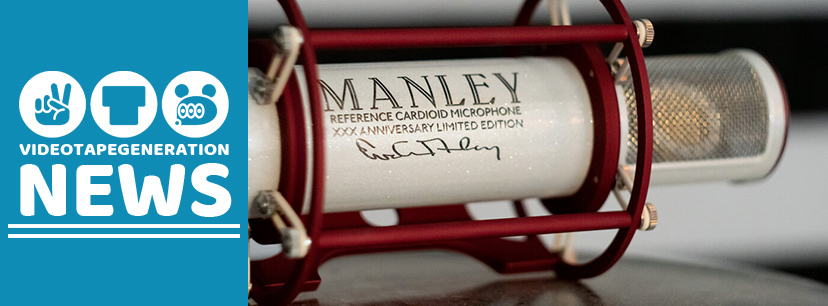 VIDEOTAPEGENERATION
NEWS
MANLEY
REFERENCE CARDIOID MICROPHONE
XXX ANNIVERSARY LIMITED EDITION